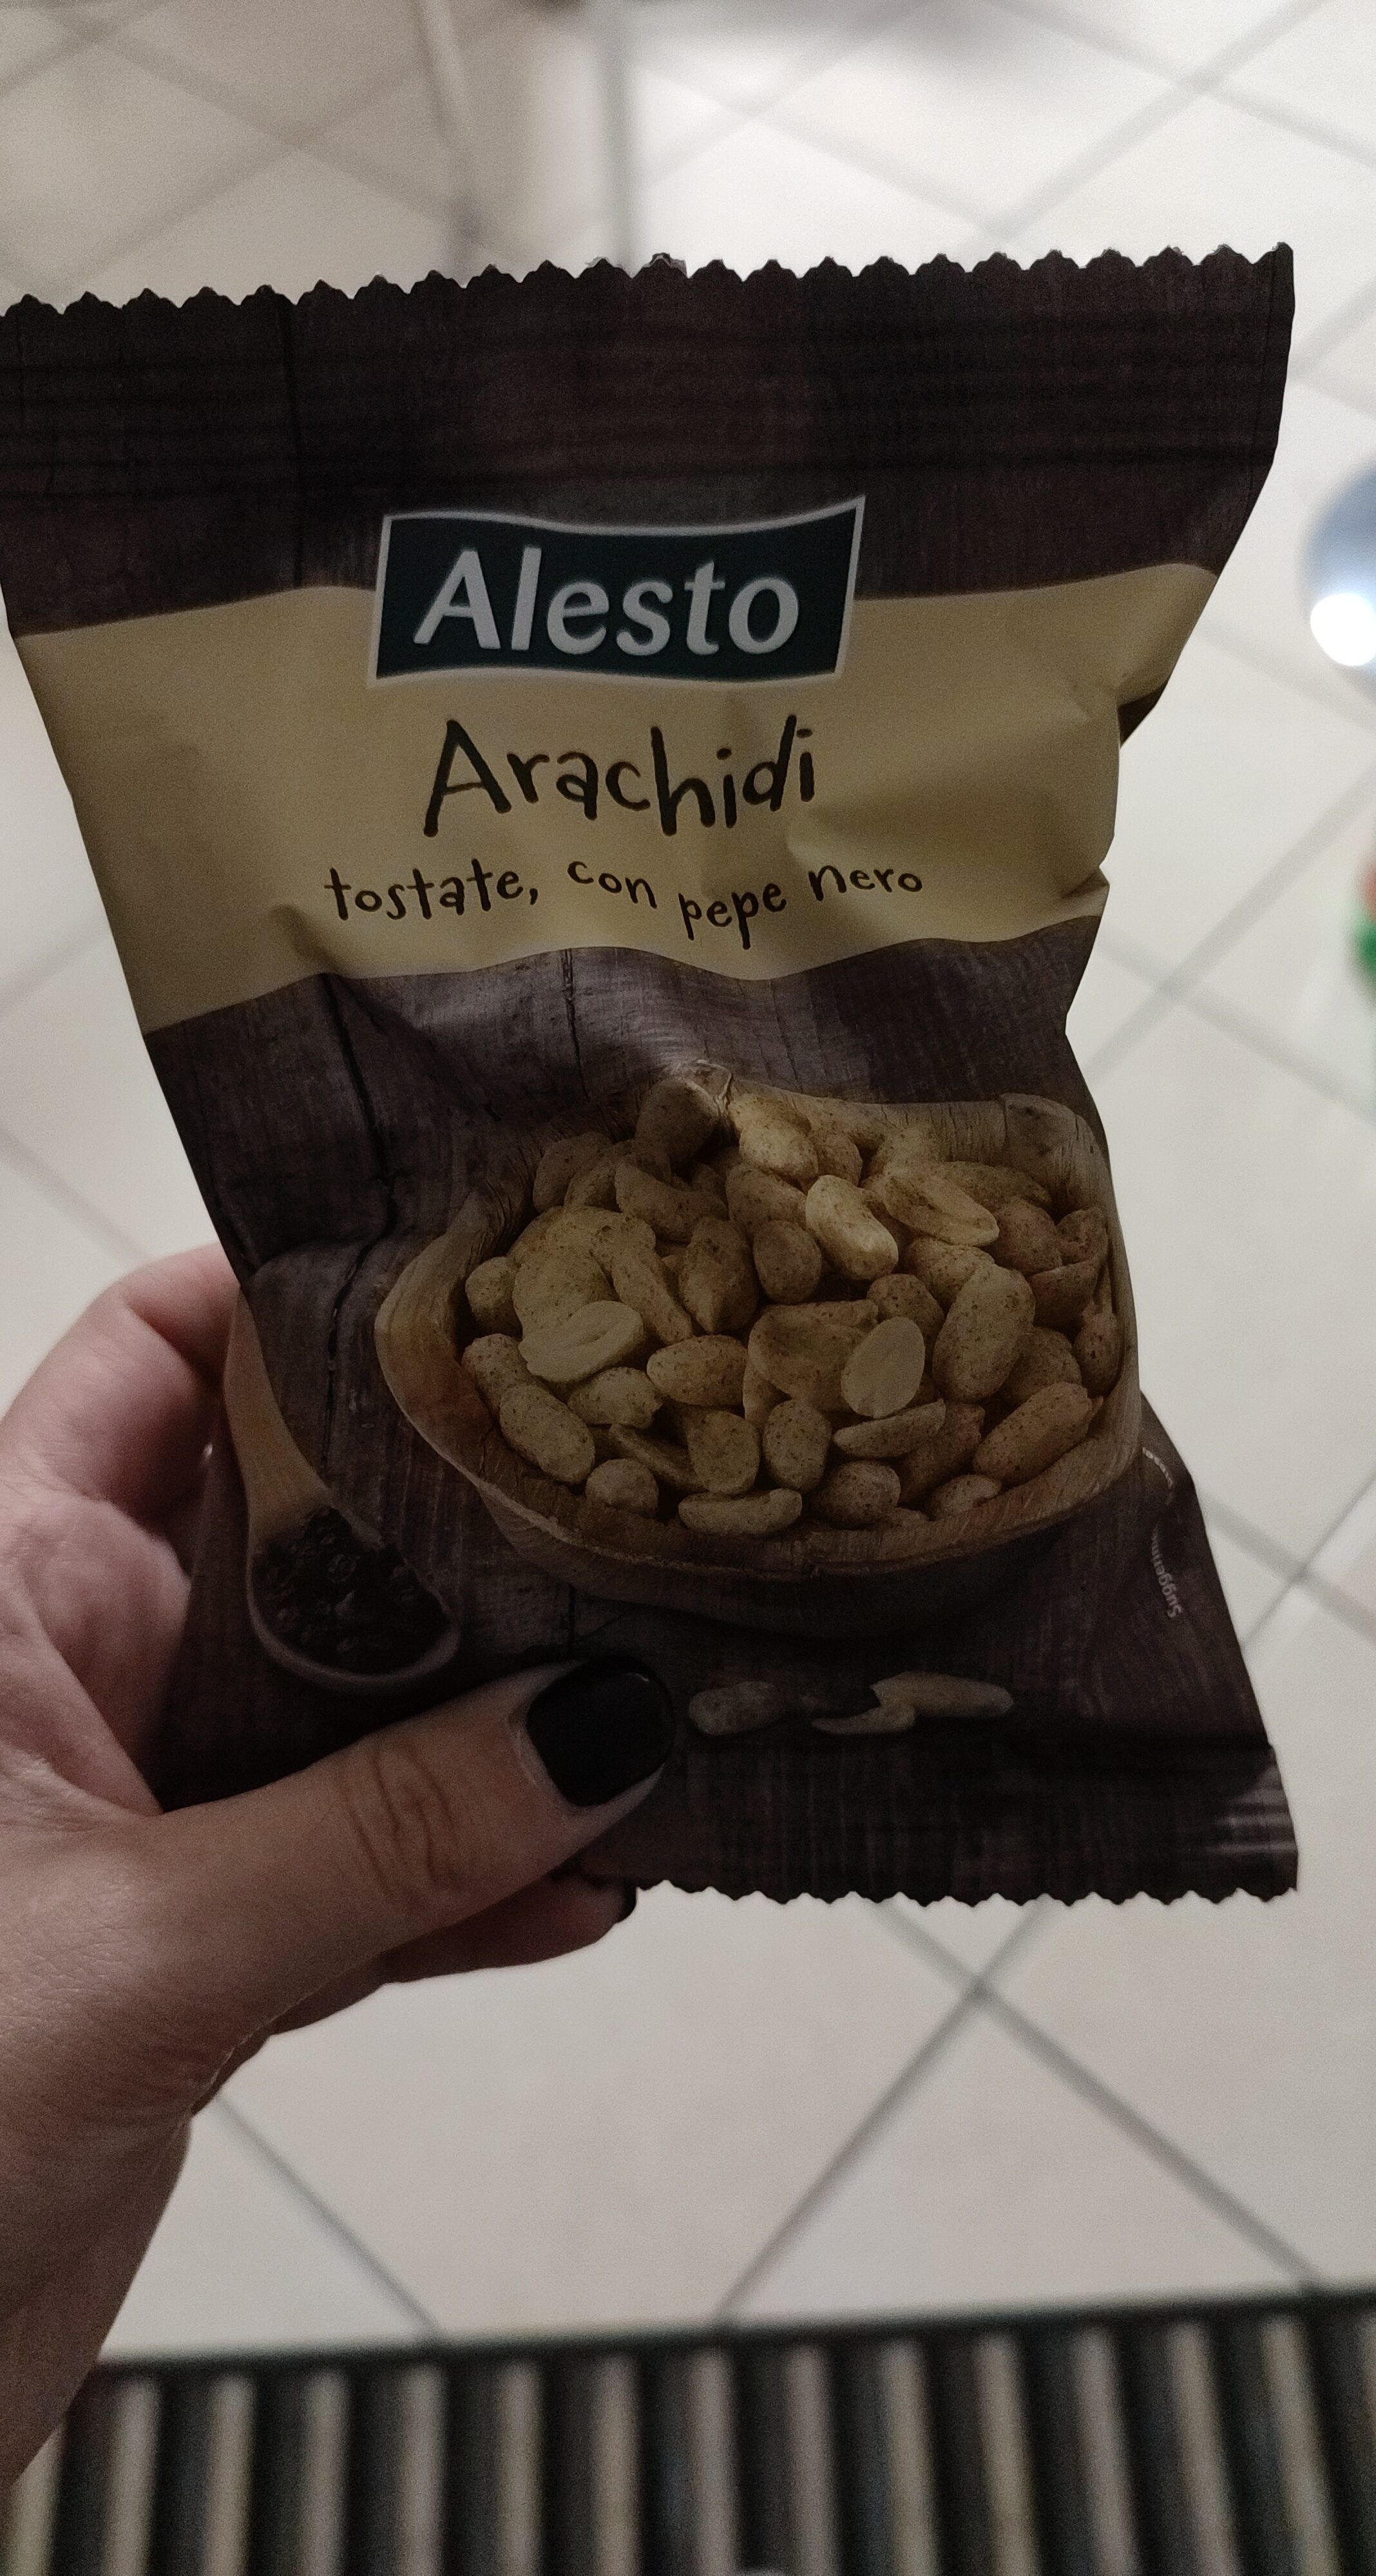 Alesto
Arachidi
tostate, con pepe nero